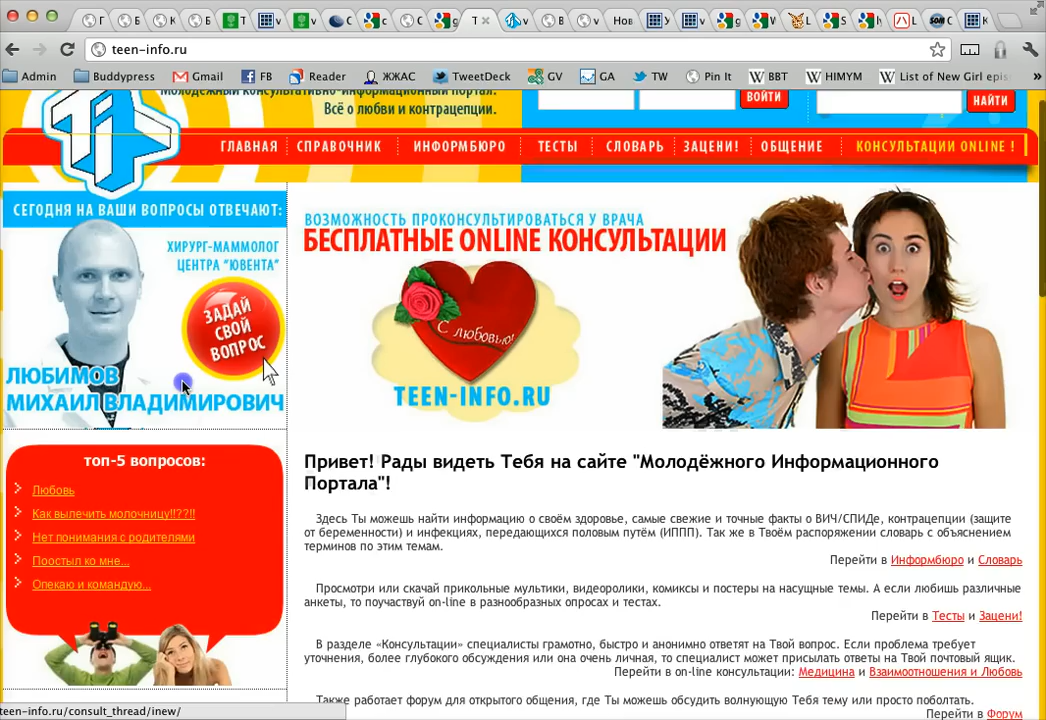 teen-info.ru
Admin Buddypress Gmail FB Reader ЖЖАС TweetDeck GV GA TW Pin It BBT HIMYM List of New Girl epis
Молодёжный консультативно-информационный портал.
Всё о любви и контрацепции.
ВОЙТИ
НАЙТИ
ГЛАВНАЯ СПРАВОЧНИК ИНФОРМБЮРО ТЕСТЫ СЛОВАРЬ ЗАЦЕНИ! ОБЩЕНИЕ КОНСУЛЬТАЦИИ ONLINE !
СЕГОДНЯ НА ВАШИ ВОПРОСЫ ОТВЕЧАЮТ:
ХИРУРГ-МАММОЛОГ
ЦЕНТРА "ЮВЕНТА"
ЗАДАЙ
СВОЙ
ВОПРОС
ЛЮБИМОВ
МИХАИЛ ВЛАДИМИРОВИЧ
ВОЗМОЖНОСТЬ ПРОКОНСУЛЬТИРОВАТЬСЯ У ВРАЧА
БЕСПЛАТНЫЕ ONLINE КОНСУЛЬТАЦИИ
С любовью!
TEEN-INFO.RU
топ-5 вопросов:
Любовь
Как вылечить молочницу!!??!!
Нет понимания с родителями
Поостыл ко мне...
Опекаю и командую...
Привет! Рады видеть Тебя на сайте "Молодёжного Информационного
Портала"!
Здесь Ты можешь найти информацию о своём здоровье, самые свежие и точные факты о ВИЧ/СПИДе, контрацепции (защите
от беременности) и инфекциях, передающихся половым путём (ИППП). Так же в Твоём распоряжении словарь с объяснением
терминов по этим темам.
Перейти в Информбюро и Словарь
Просмотри или скачай прикольные мультики, видеоролики, комиксы и постеры на насущные темы. А если любишь различные
анкеты, то поучаствуй on-line в разнообразных опросах и тестах.
Перейти в Тесты и Зацени!
В разделе «Консультации» специалисты грамотно, быстро и анонимно ответят на Твой вопрос. Если проблема требует
уточнения, более глубокого обсуждения или она очень личная, то специалист может присылать ответы на Твой почтовый ящик.
Перейти в on-line консультации: Медицина и Взаимоотношения и Любовь
Также работает форум для открытого общения, где Ты можешь обсудить волнующую Тебя тему или просто поболтать.
Перейти в Форум
teen-info.ru/consult_thread/inew/